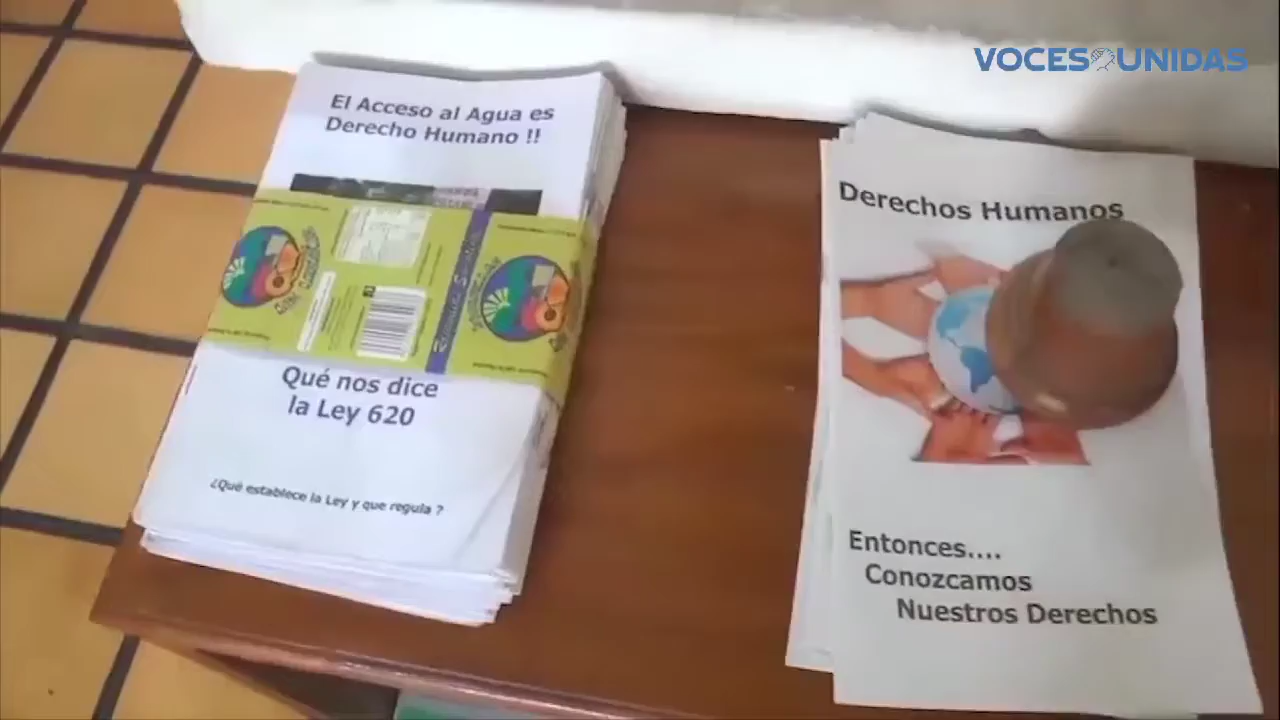 VOCES UNIDAS
El Acceso al Agua es
Derecho Humano !!
Qué nos dice
la Ley 620
¿Qué establece la Ley y que regula ?
Derechos Humanos
Entonces....
Conozcamos
Nuestros Derechos